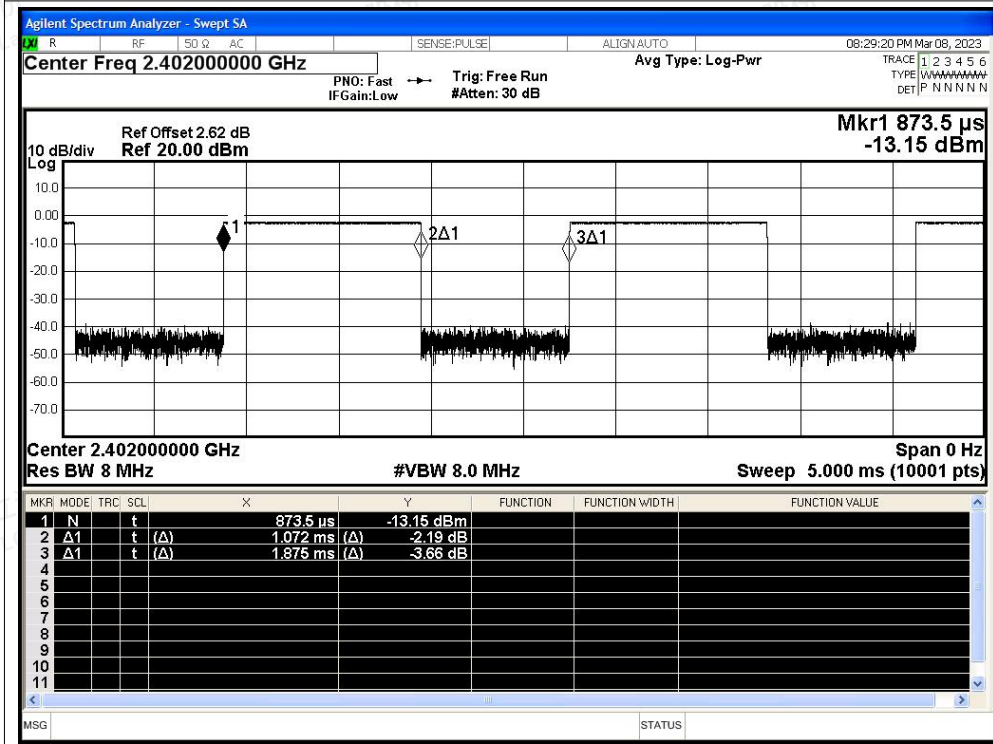 Agilent Spectrum Analyzer - Swept SA
LXI R RF 50 Ω AC SENSE:PULSE ALIGN AUTO 08:29:20 PM Mar 08, 2023
Center Freq 2.402000000 GHz Avg Type: Log-Pwr TRACE 1 2 3 4 5 6
PNO: Fast Trig: Free Run TYPE W
IFGain:Low #Atten: 30 dB DET P N N N N N
Mkr1 873.5 µs
-13.15 dBm
Ref Offset 2.62 dB
10 dB/div Ref 20.00 dBm
Log
10.0
0.00
1
2Δ1
3Δ1
-10.0
-20.0
-30.0
-40.0
-50.0
-60.0
-70.0
Center 2.402000000 GHz Span 0 Hz
Res BW 8 MHz #VBW 8.0 MHz Sweep 5.000 ms (10001 pts)
MKR MODE TRC SCL X Y FUNCTION FUNCTION WIDTH FUNCTION VALUE
1 N t 873.5 µs -13.15 dBm
2 Δ1 t (Δ) 1.072 ms (Δ) -2.19 dB
3 Δ1 t (Δ) 1.875 ms (Δ) -3.66 dB
4
5
6
7
8
9
10
11
MSG STATUS